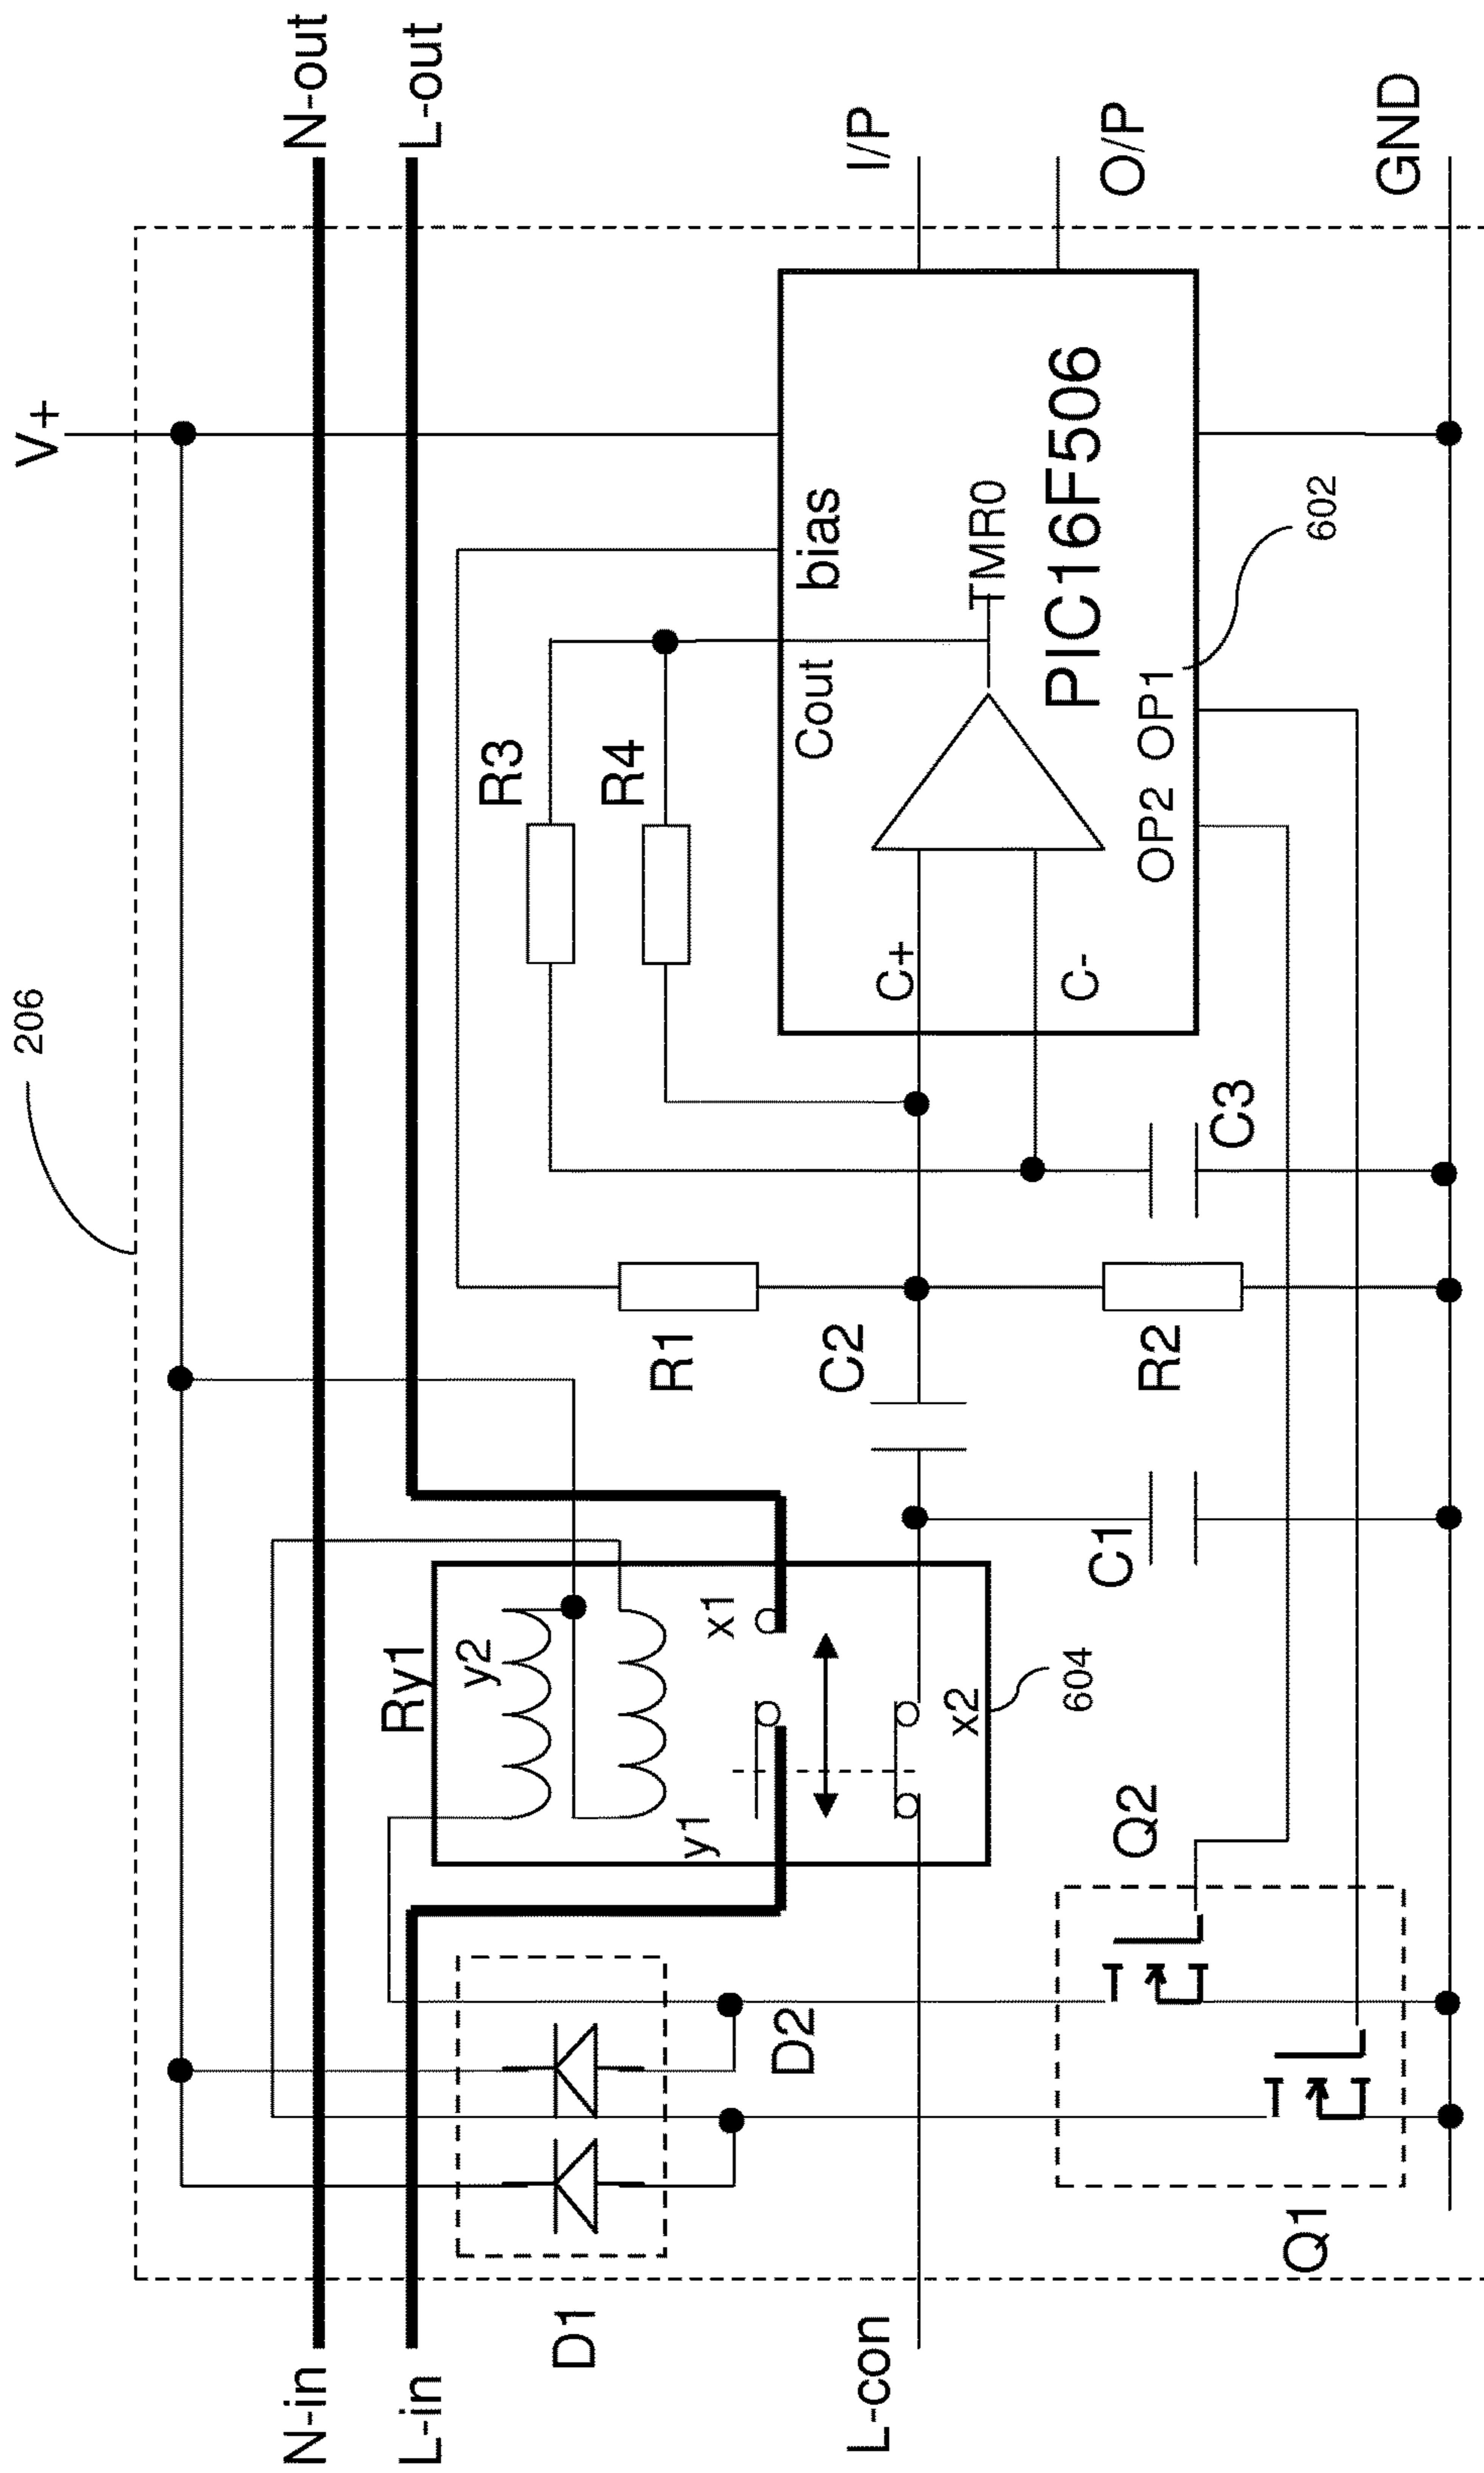 206
V+
N-in
N-out
L-in
L-out
D1
D2
Ry1
y2
y1
x1
x2
604
R3
R4
R1
C2
R2
C1
C3
bias
Cout
TMR0
PIC16F506
C+
C-
OP2
OP1
602
I/P
O/P
GND
L-con
Q2
Q1